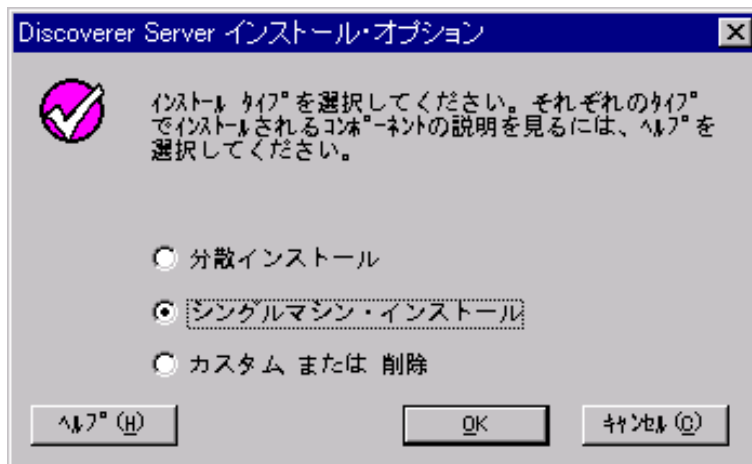 Discoverer Server インストール・オプション
ｲﾝｽﾄｰﾙ ﾀｲﾌﾟを選択してください。それぞれのﾀｲﾌﾟ
でｲﾝｽﾄｰﾙされるｺﾝﾎﾟｰﾈﾝﾄの説明を見るには、ﾍﾙﾌﾟを
選択してください。
分散インストール
シングルマシン・インストール
カスタム または 削除
ﾍﾙﾌﾟ(H)
OK
ｷｬﾝｾﾙ(C)